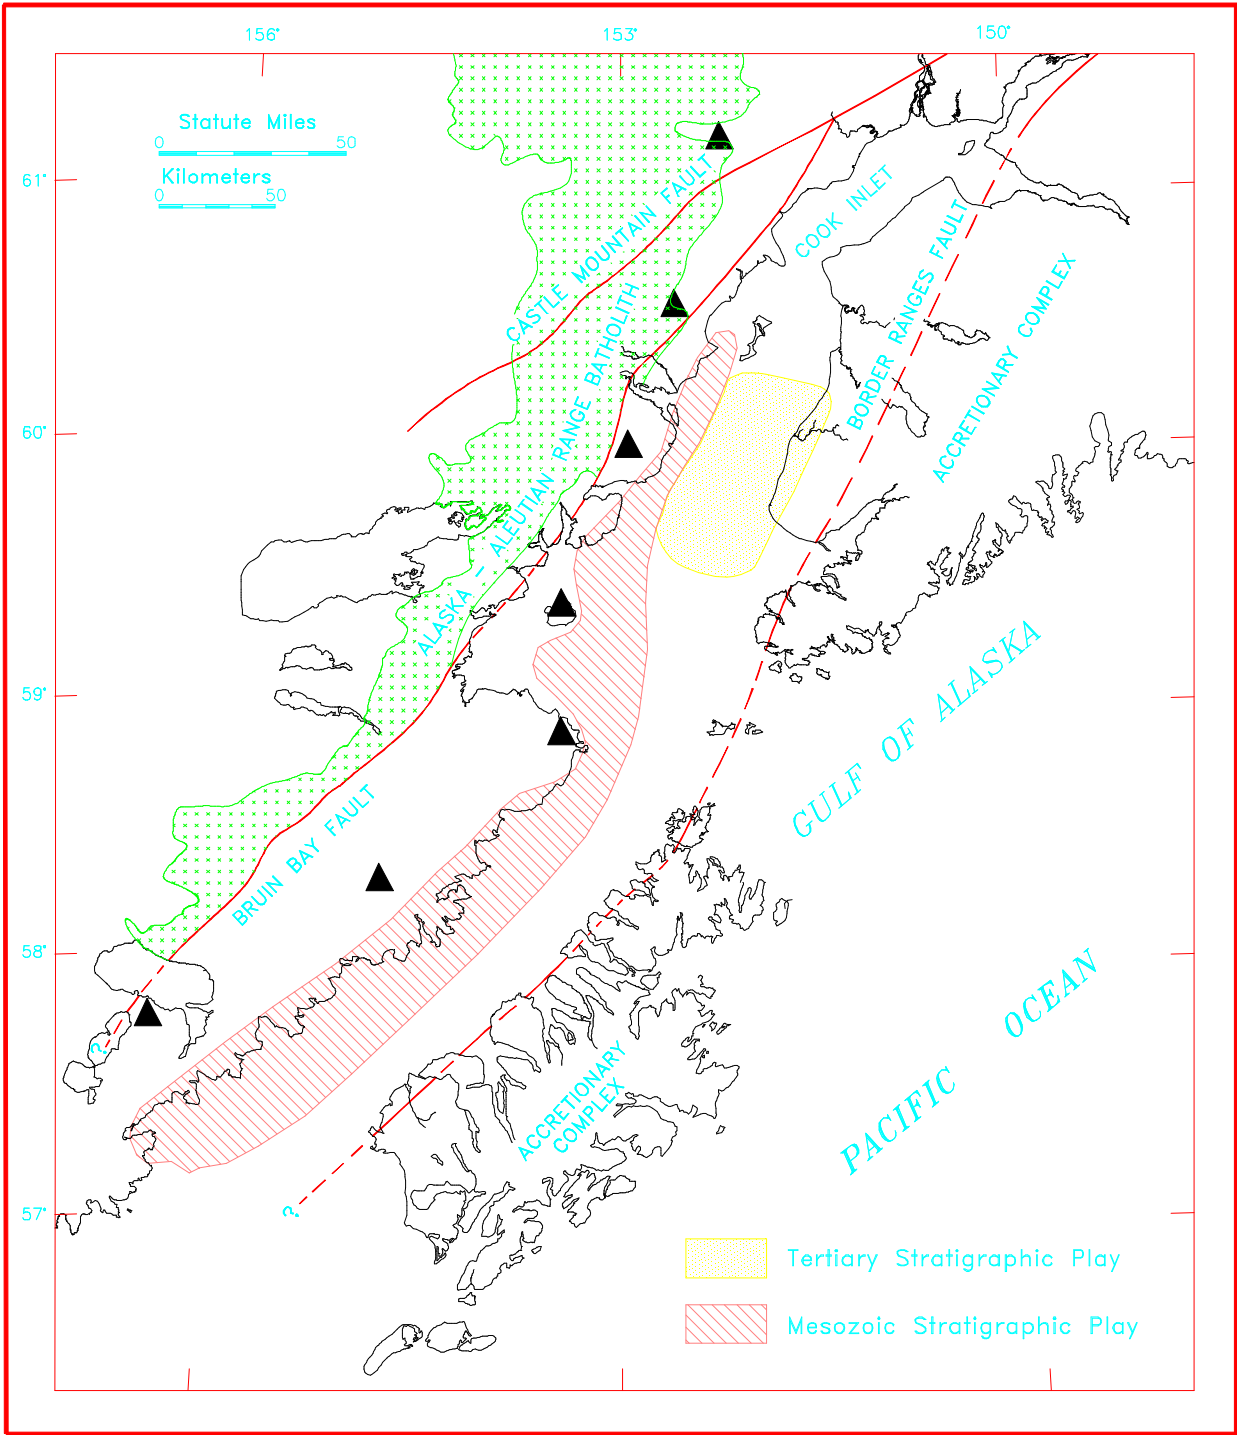 156°
153°
150°
Statute Miles
0 50
Kilometers
0 50
61°
60°
59°
58°
57°
CASTLE MOUNTAIN FAULT
COOK INLET
BORDER RANGES FAULT
ACCRETIONARY COMPLEX
ALASKA - ALEUTIAN RANGE BATHOLITH
GULF OF ALASKA
BRUIN BAY FAULT
?
PACIFIC OCEAN
ACCRETIONARY
COMPLEX
?
Tertiary Stratigraphic Play
Mesozoic Stratigraphic Play